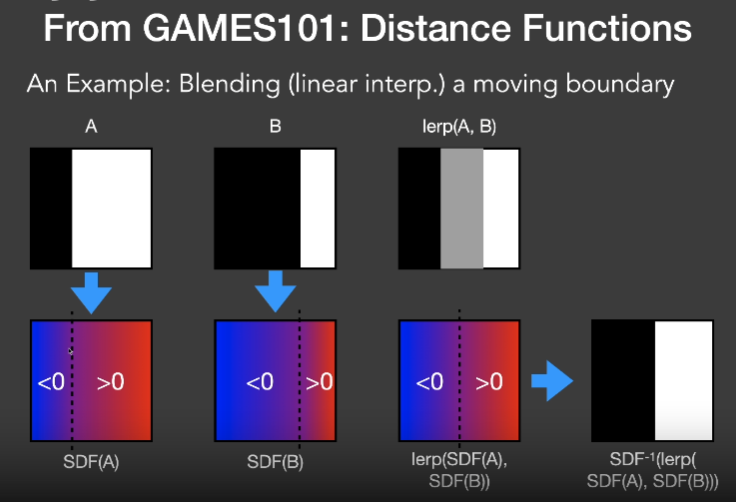 From GAMES101: Distance Functions
An Example: Blending (linear interp.) a moving boundary
A
B
lerp(A, B)
<0
>0
<0
>0
<0
>0
SDF(A)
SDF(B)
lerp(SDF(A),
SDF(B))
SDF-1(lerp(
SDF(A), SDF(B)))